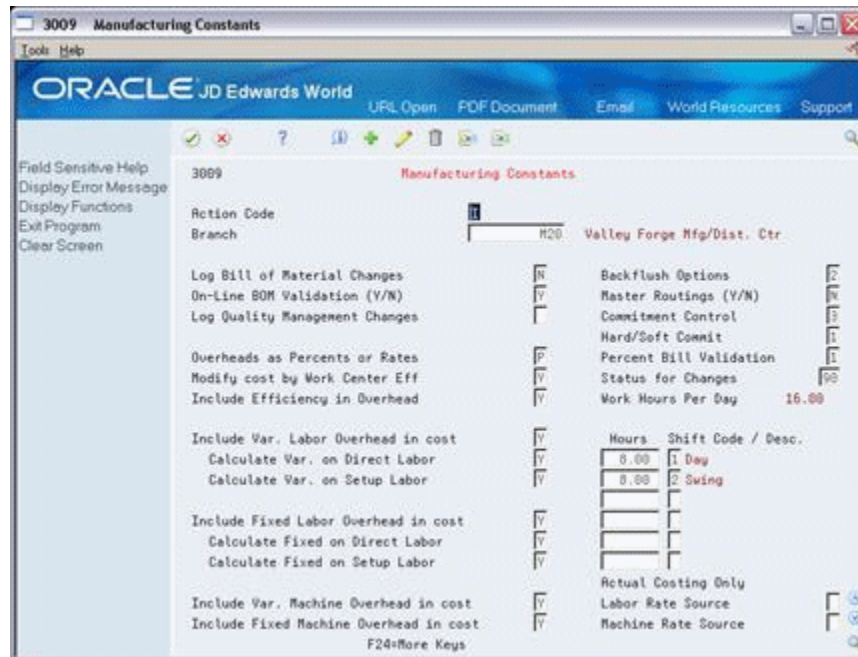 3009 Manufacturing Constants
Tools Help
ORACLE JD Edwards World
URL Open PDF Document Email World Resources Support
Field Sensitive Help
Display Error Message
Display Functions
Exit Program
Clear Screen
3009 Manufacturing Constants
Action Code I
Branch M20 Valley Forge Mfg/Dist. Ctr
Log Bill of Material Changes N Backflush Options 2
On-Line BOM Validation (Y/N) Y Master Routings (Y/N) N
Log Quality Management Changes Commitment Control 3
Hard/Soft Commit 1
Overheads as Percents or Rates P Percent Bill Validation 1
Modify cost by Work Center Eff Y Status for Changes 90
Include Efficiency in Overhead Y Work Hours Per Day 16.00
Include Var. Labor Overhead in cost Y Hours Shift Code / Desc.
Calculate Var. on Direct Labor Y 8.00 1 Day
Calculate Var. on Setup Labor Y 8.00 2 Swing
Include Fixed Labor Overhead in cost Y
Calculate Fixed on Direct Labor Y
Calculate Fixed on Setup Labor Y
Actual Costing Only
Include Var. Machine Overhead in cost Y Labor Rate Source
Include Fixed Machine Overhead in cost Y Machine Rate Source
F24=More Keys